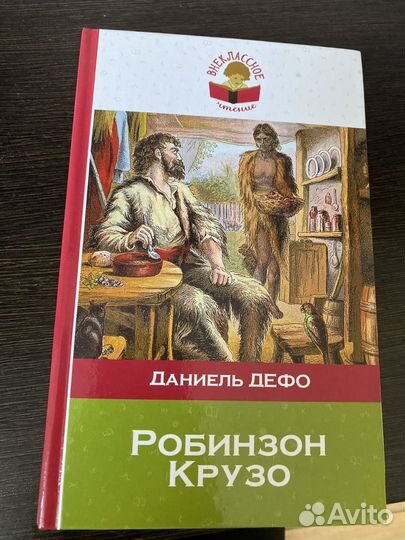 ВНЕКЛАССНОЕ
чтение
ДАНИЕЛЬ ДЕФО
РОБИНЗОН
КРУЗО
Avito